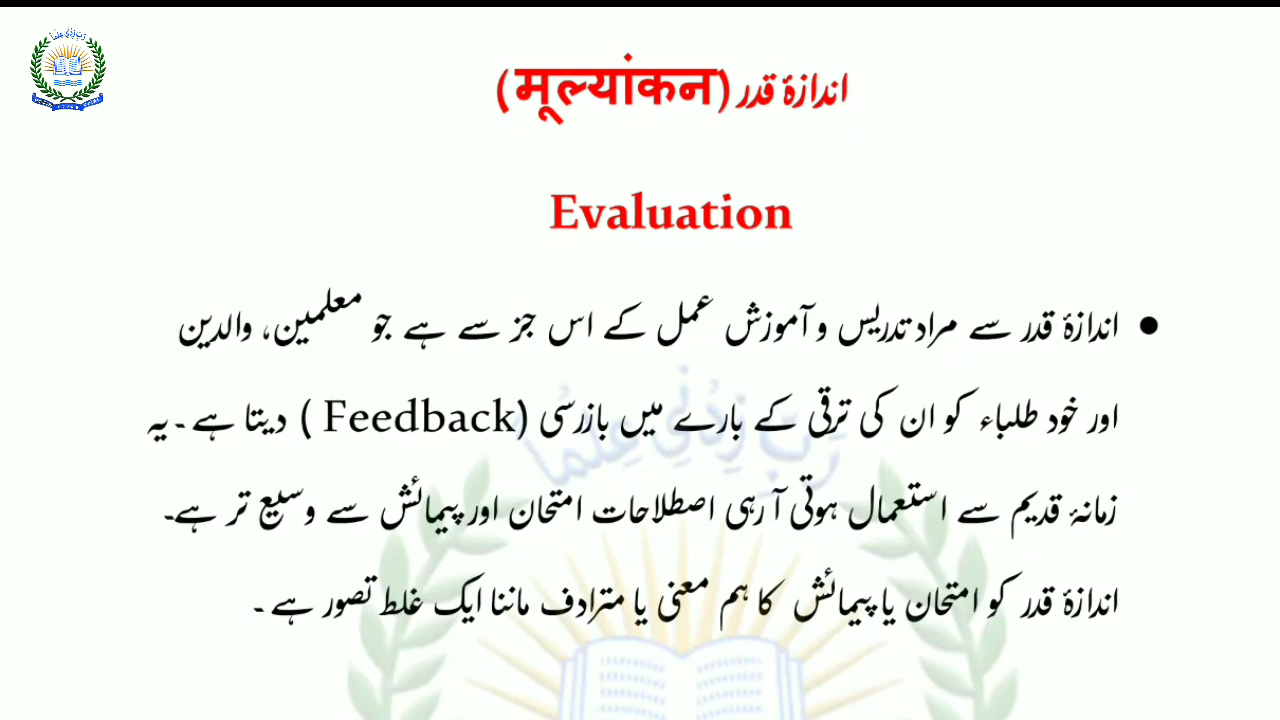 رَبِّ زِدْنِي عِلْمًا
اندازۂ قدر (मूल्यांकन)
Evaluation
● اندازۂ قدر سے مراد تدریس و آموزش عمل کے اس جز سے ہے جو معلمین، والدین
اور خود طلباء کو ان کی ترقی کے بارے میں بازرسی (Feedback ) دیتا ہے ۔ یہ
زمانۂ قدیم سے استعمال ہوتی آ رہی اصطلاحات امتحان اور پیمائش سے وسیع تر ہے۔
اندازۂ قدر کو امتحان یا پیمائش کا ہم معنی یا مترادف ماننا ایک غلط تصور ہے ۔
رَبِّ زِدْنِي عِلْمًا